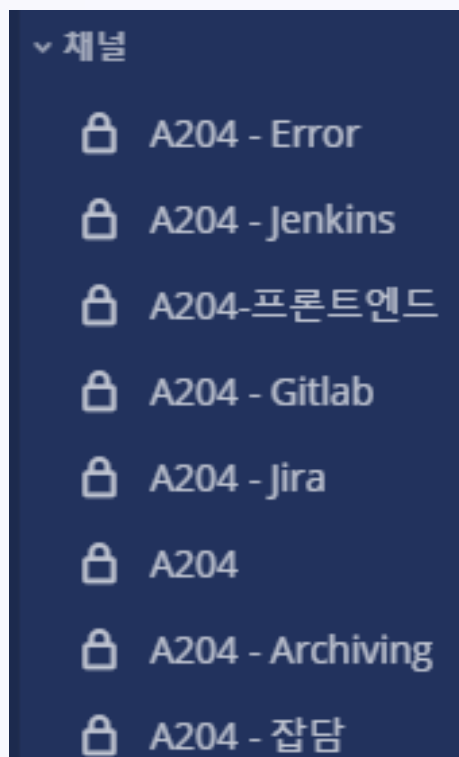 채널
A204 - Error
A204 - Jenkins
A204-프론트엔드
A204 - Gitlab
A204 - Jira
A204
A204 - Archiving
A204 - 잡담